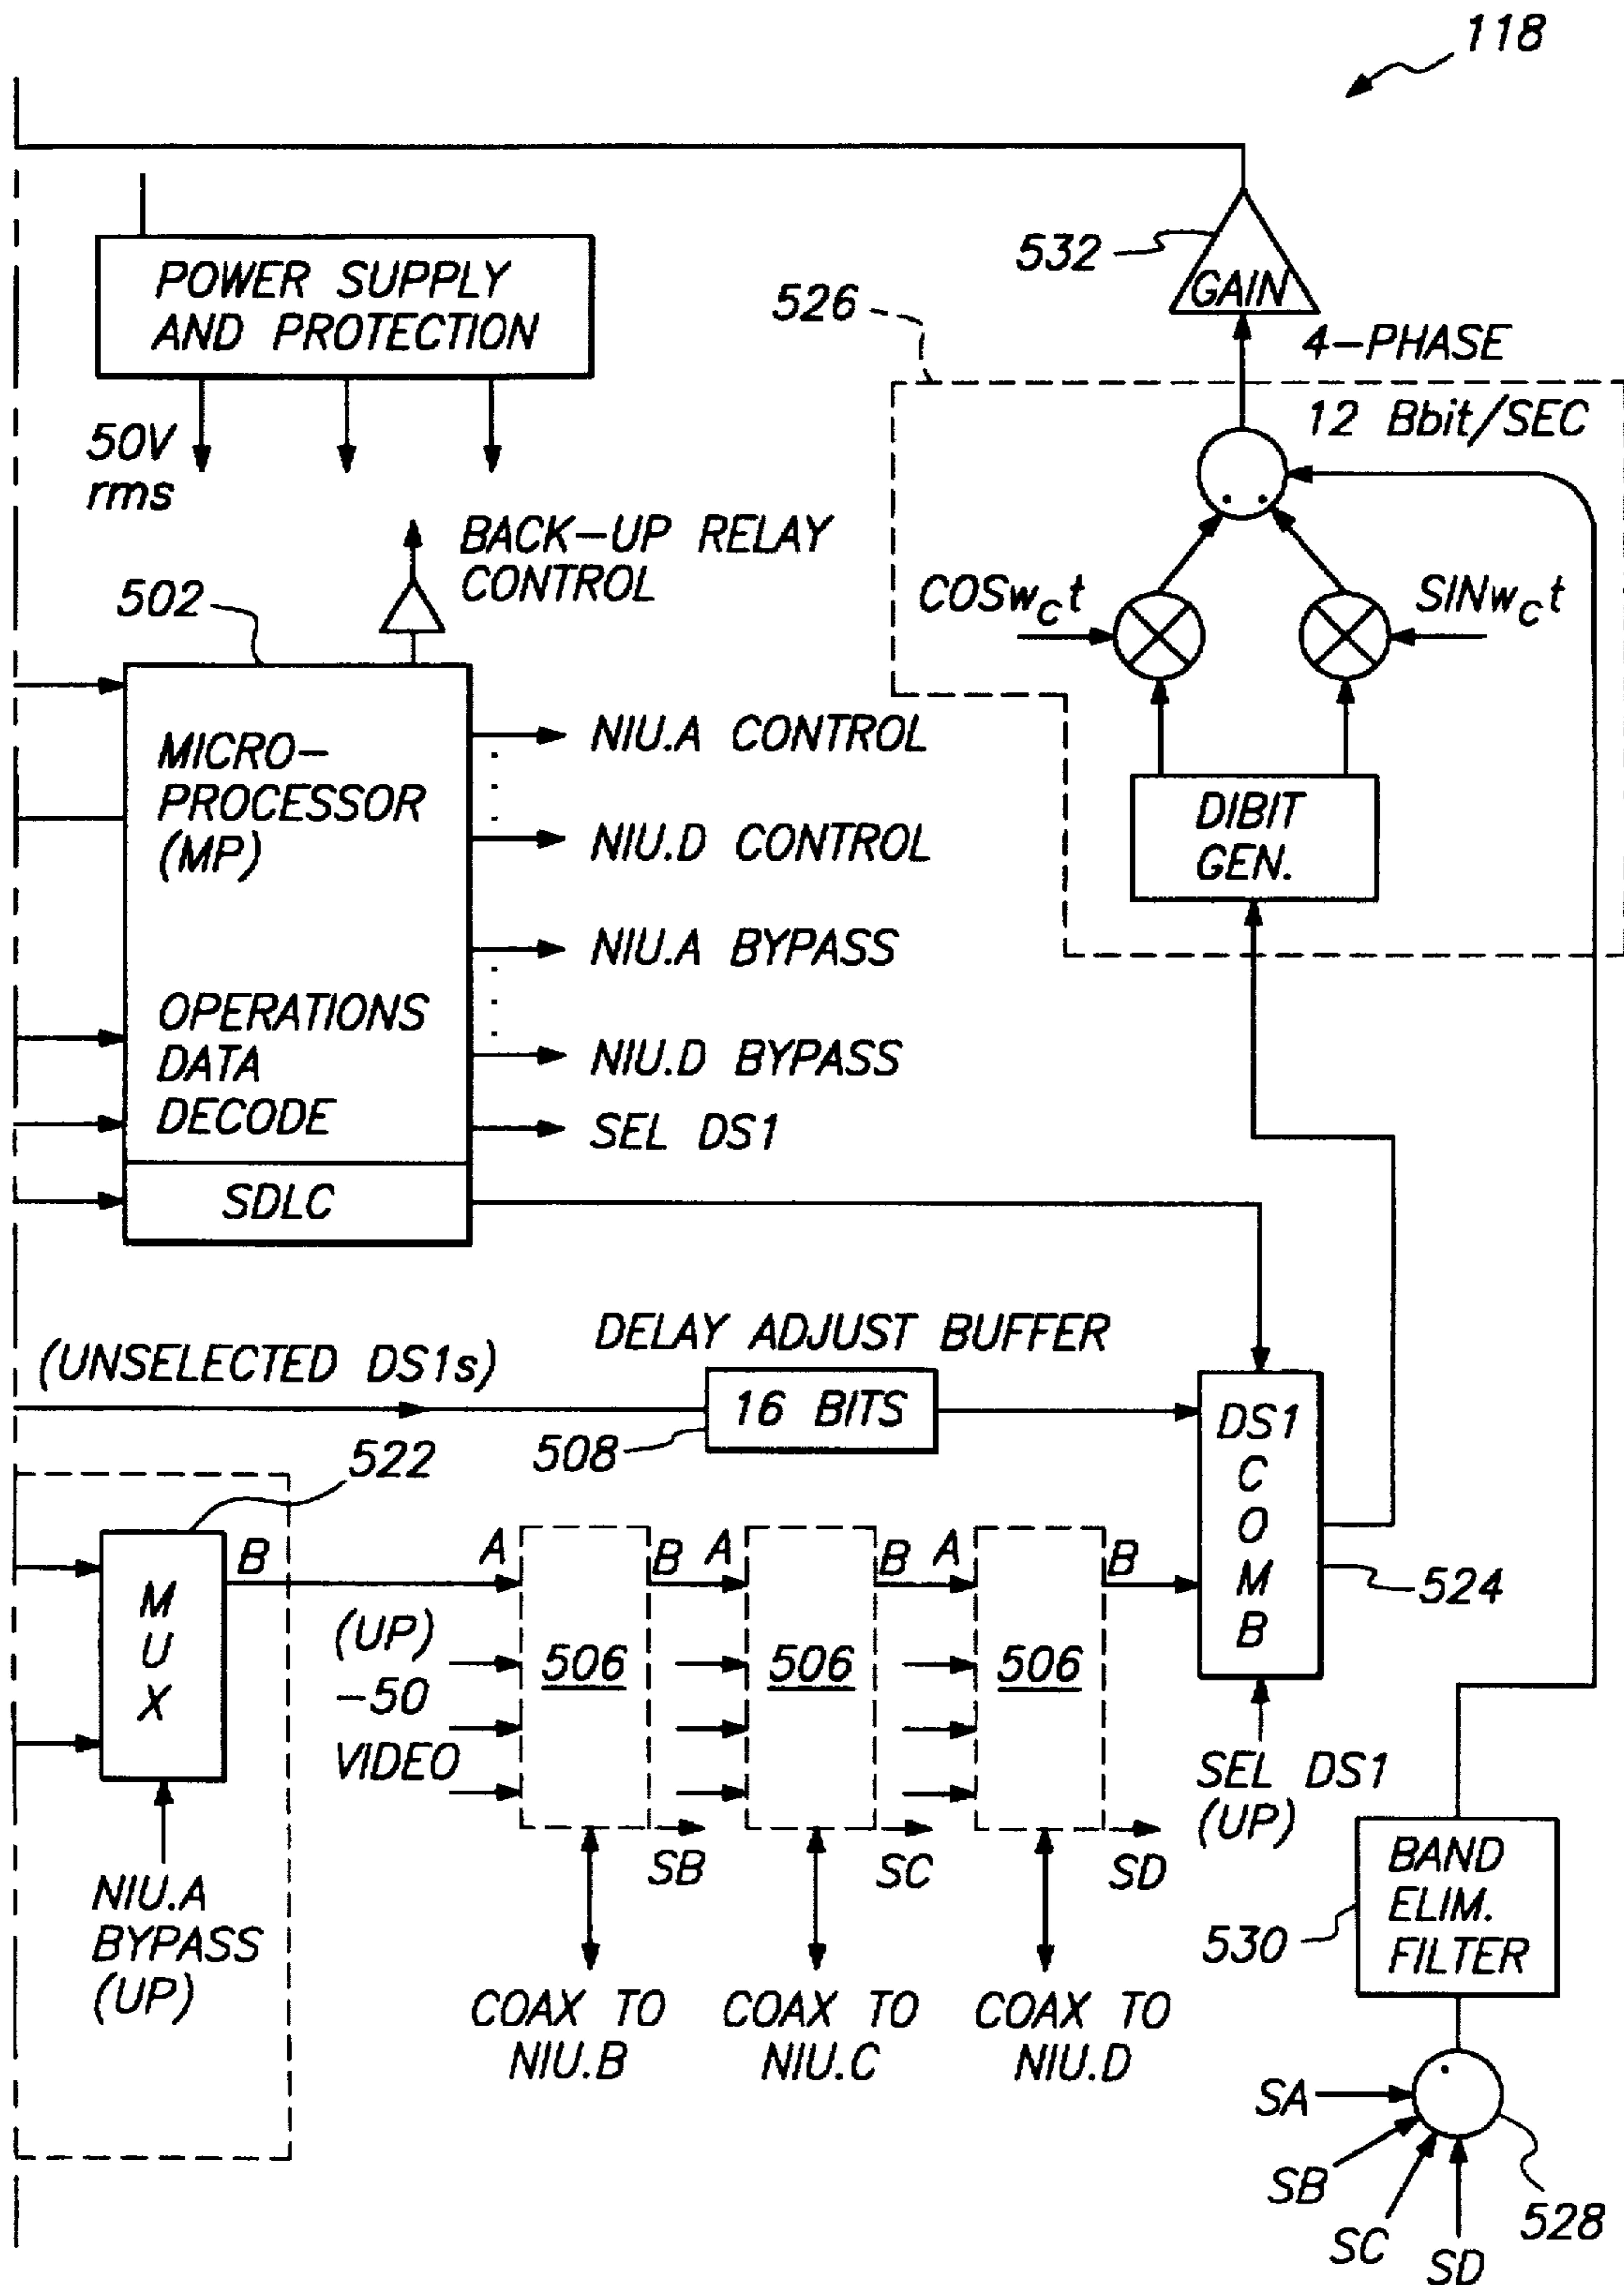 118
POWER SUPPLY
AND PROTECTION
532
GAIN
526
4-PHASE
12 Bbit/SEC
50V
rms
BACK-UP RELAY
CONTROL
502
COSwct
SINwct
MICRO-
PROCESSOR
(MP)
NIU.A CONTROL
NIU.D CONTROL
DIBIT
GEN.
NIU.A BYPASS
OPERATIONS
DATA
DECODE
NIU.D BYPASS
SEL DS1
SDLC
DELAY ADJUST BUFFER
(UNSELECTED DS1s)
16 BITS
508
DS1
C
O
M
B
522
524
M
U
X
B
A
B
A
B
A
B
(UP)
-50
VIDEO
506
506
506
SB
SC
SD
SEL DS1
(UP)
NIU.A
BYPASS
(UP)
BAND
ELIM.
FILTER
530
COAX TO
NIU.B
COAX TO
NIU.C
COAX TO
NIU.D
SA
SB
SC
SD
528